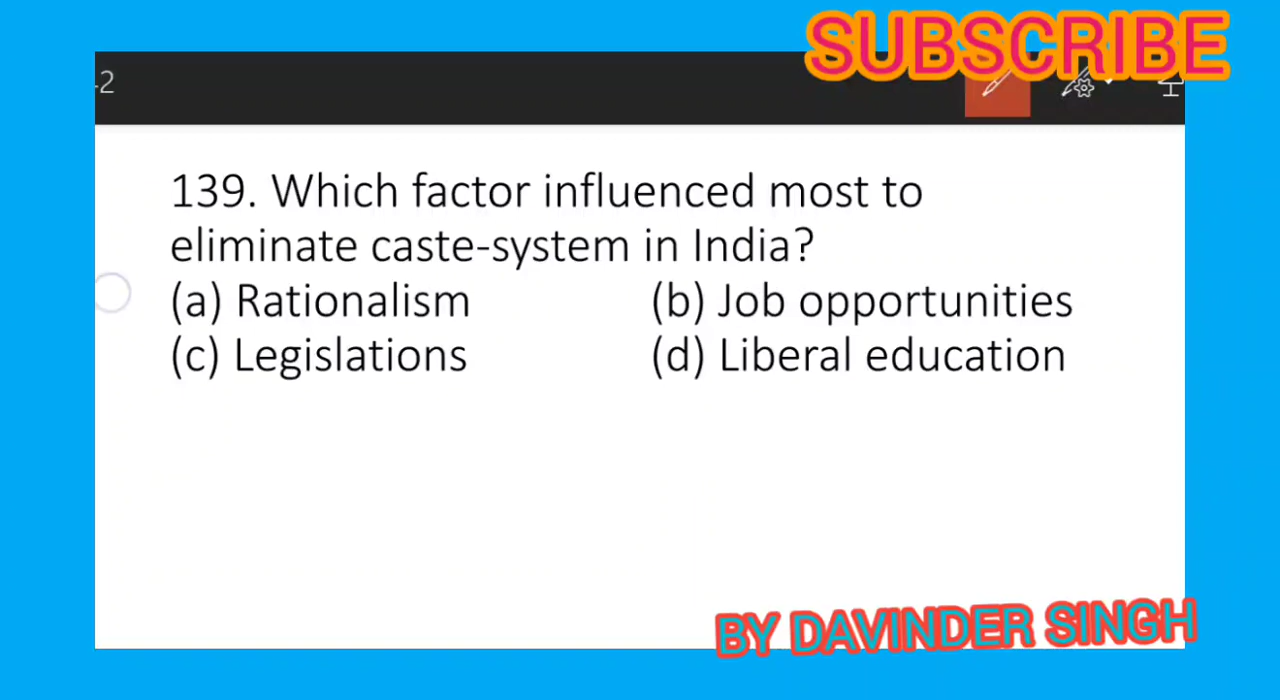 SUBSCRIBE
-2
139. Which factor influenced most to
eliminate caste-system in India?
(a) Rationalism (b) Job opportunities
(c) Legislations (d) Liberal education
BY DAVINDER SINGH